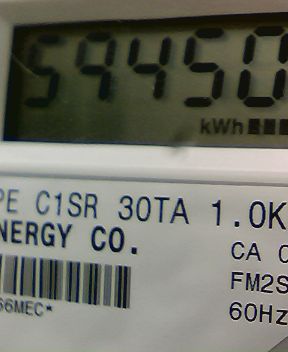 59450
kWh
PE C1SR 30TA 1.0K
NERGY CO.
CA
FM2S
60Hz
66MEC*